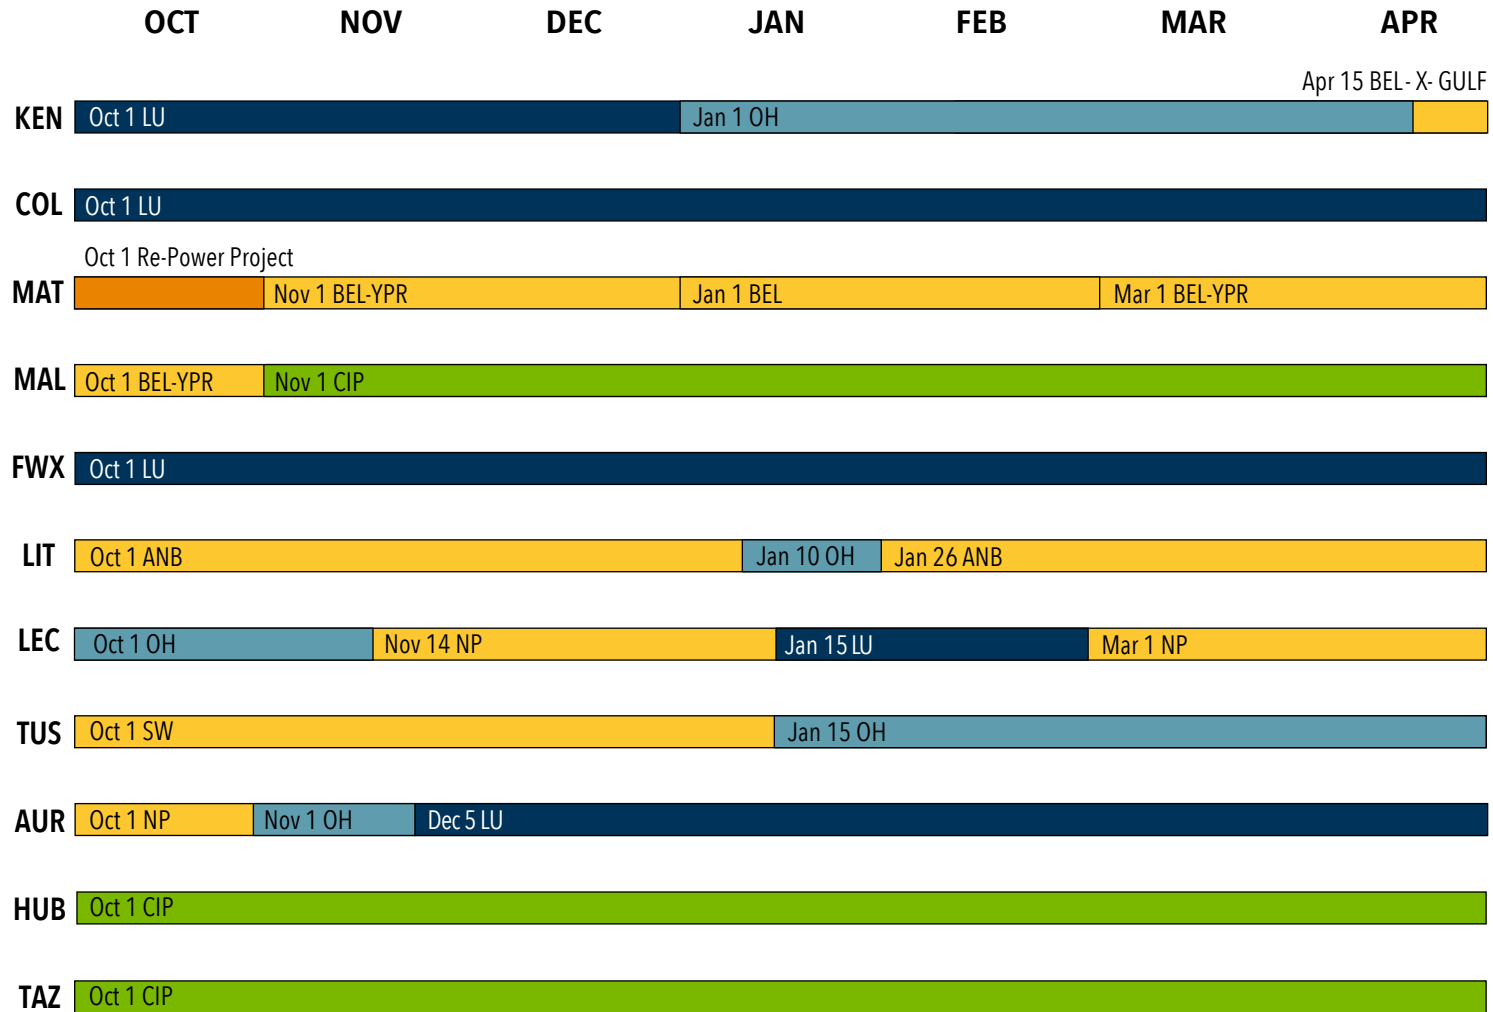 OCT NOV DEC JAN FEB MAR APR
Apr 15 BEL- X- GULF
KEN Oct 1 LU Jan 1 OH
COL Oct 1 LU
Oct 1 Re-Power Project
MAT Nov 1 BEL-YPR Jan 1 BEL Mar 1 BEL-YPR
MAL Oct 1 BEL-YPR Nov 1 CIP
FWX Oct 1 LU
LIT Oct 1 ANB Jan 10 OH Jan 26 ANB
LEC Oct 1 OH Nov 14 NP Jan 15 LU Mar 1 NP
TUS Oct 1 SW Jan 15 OH
AUR Oct 1 NP Nov 1 OH Dec 5 LU
HUB Oct 1 CIP
TAZ Oct 1 CIP